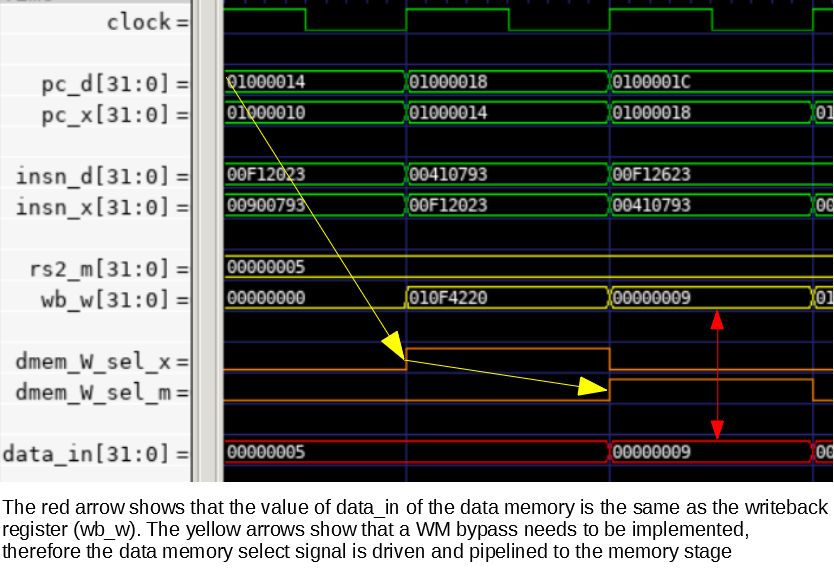 clock =
pc_d[31:0] = 01000014 01000018 0100001C
pc_x[31:0] = 01000010 01000014 01000018 01
insn_d[31:0] = 00F12023 00410793 00F12623
insn_x[31:0] = 00900793 00F12023 00410793 00
rs2_m[31:0] = 00000005
wb_w[31:0] = 00000000 010F4220 00000009 01
dmem_W_sel_x =
dmem_W_sel_m =
data_in[31:0] = 00000005 00000009 00
The red arrow shows that the value of data_in of the data memory is the same as the writeback
register (wb_w). The yellow arrows show that a WM bypass needs to be implemented,
therefore the data memory select signal is driven and pipelined to the memory stage